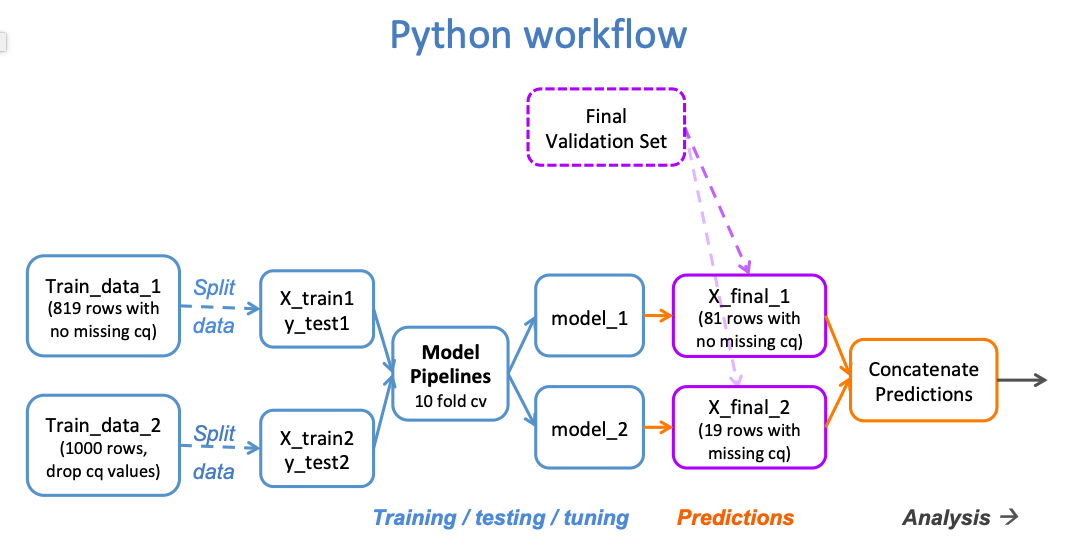 Python workflow
Final
Validation Set
Train_data_1
(819 rows with
no missing cq)
Split
data
X_train1
y_test1
Train_data_2
(1000 rows,
drop cq values)
Split
data
X_train2
y_test2
Model
Pipelines
10 fold cv
model_1
model_2
X_final_1
(81 rows with
no missing cq)
X_final_2
(19 rows with
missing cq)
Concatenate
Predictions
Training / testing / tuning
Predictions
Analysis →